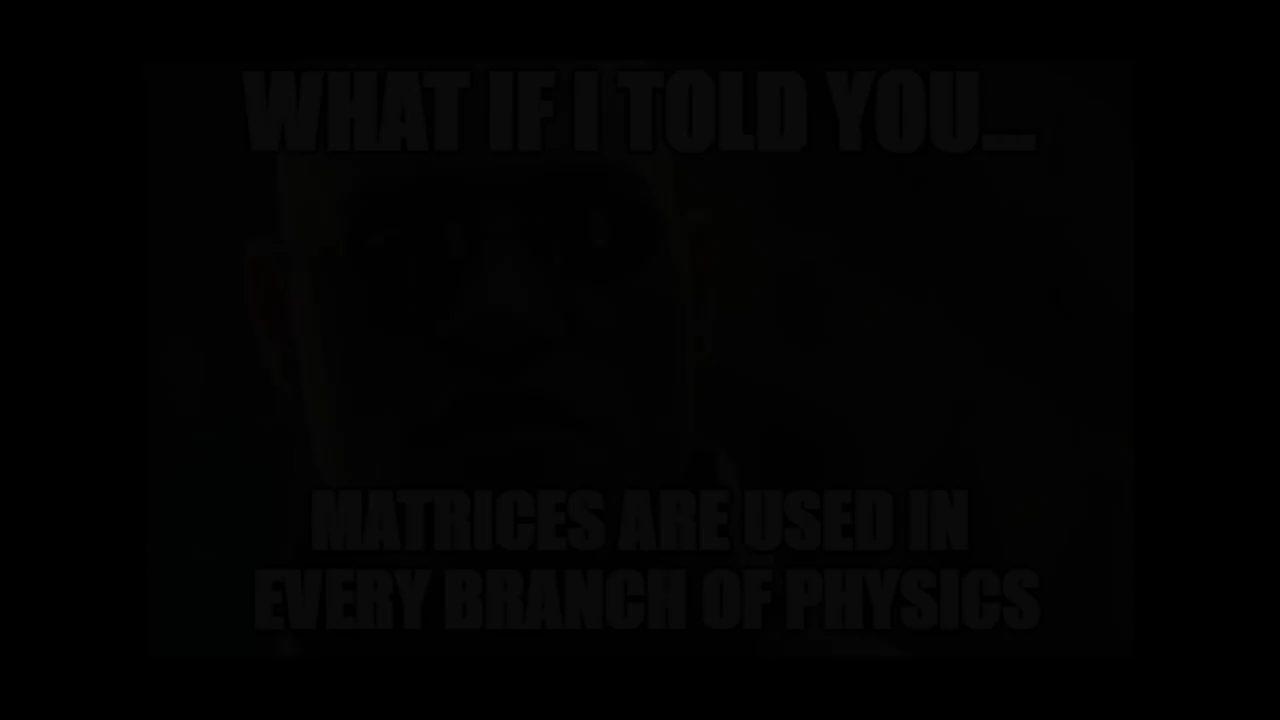 WHAT IF I TOLD YOU...
MATRICES ARE USED IN
EVERY BRANCH OF PHYSICS